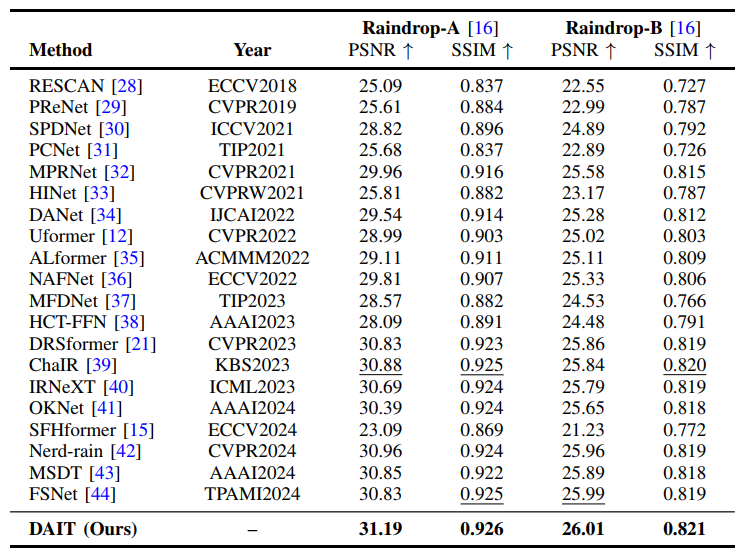 Raindrop-A [16] Raindrop-B [16]
Method Year PSNR ↑ SSIM ↑ PSNR ↑ SSIM ↑
RESCAN [28] ECCV2018 25.09 0.837 22.55 0.727
PReNet [29] CVPR2019 25.61 0.884 22.99 0.787
SPDNet [30] ICCV2021 28.82 0.896 24.89 0.792
PCNet [31] TIP2021 25.68 0.837 22.89 0.726
MPRNet [32] CVPR2021 29.96 0.916 25.58 0.815
HINet [33] CVPRW2021 25.81 0.882 23.17 0.787
DANet [34] IJCAI2022 29.54 0.914 25.28 0.812
Uformer [12] CVPR2022 28.99 0.903 25.02 0.803
ALformer [35] ACMMM2022 29.11 0.911 25.11 0.809
NAFNet [36] ECCV2022 29.81 0.907 25.33 0.806
MFDNet [37] TIP2023 28.57 0.882 24.53 0.766
HCT-FFN [38] AAAI2023 28.09 0.891 24.48 0.791
DRSformer [21] CVPR2023 30.83 0.923 25.86 0.819
ChaIR [39] KBS2023 30.88 0.925 25.84 0.820
IRNeXT [40] ICML2023 30.69 0.924 25.79 0.819
OKNet [41] AAAI2024 30.39 0.924 25.65 0.818
SFHformer [15] ECCV2024 23.09 0.869 21.23 0.772
Nerd-rain [42] CVPR2024 30.96 0.924 25.96 0.819
MSDT [43] AAAI2024 30.85 0.922 25.89 0.818
FSNet [44] TPAMI2024 30.83 0.925 25.99 0.819
DAIT (Ours) – 31.19 0.926 26.01 0.821